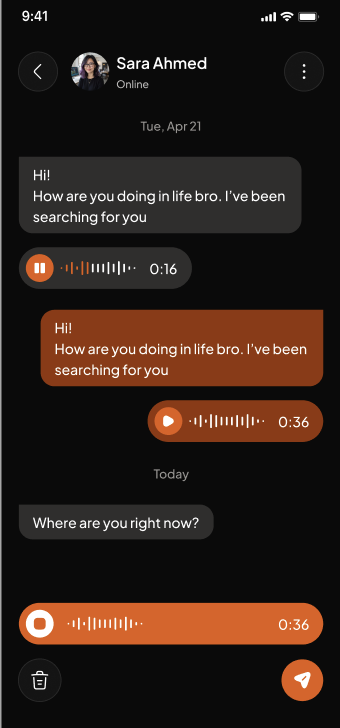 9:41
Sara Ahmed
Online
Tue, Apr 21
Hi!
How are you doing in life bro. I've been
searching for you
0:16
Hi!
How are you doing in life bro. I've been
searching for you
0:36
Today
Where are you right now?
0:36